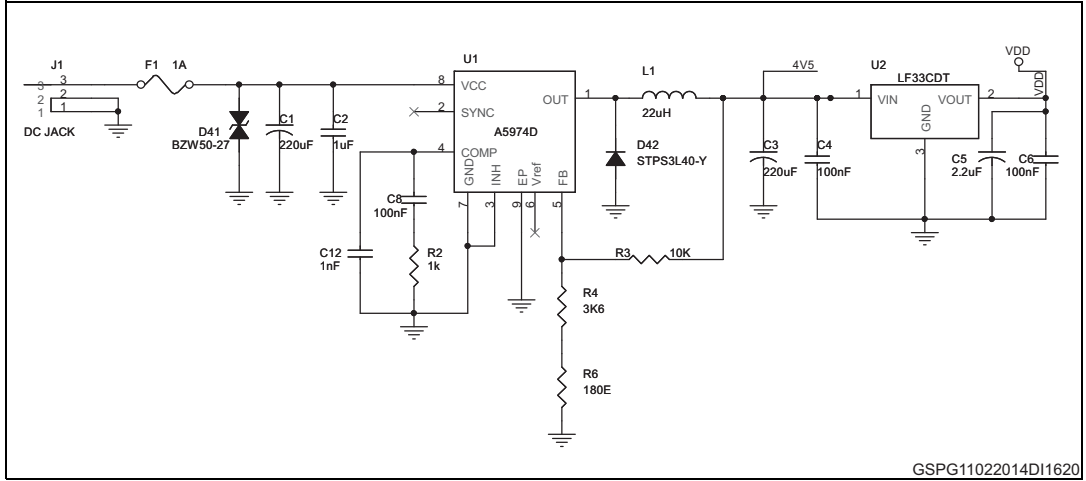 J1
3
3
2
2
1
1
DC JACK
F1 1A
D41
BZW50-27
C1
220uF
C2
1uF
U1
8
VCC
2
SYNC
4
COMP
A5974D
OUT
1
GND
INH
EP
Vref
FB
7
3
9
6
5
C8
100nF
C12
1nF
R2
1k
L1
22uH
D42
STPS3L40-Y
R3 10K
R4
3K6
R6
180E
4V5
C3
220uF
C4
100nF
U2
LF33CDT
1
VIN
VOUT
2
GND
3
VDD
VDD
C5
2.2uF
C6
100nF
GSPG11022014DI1620